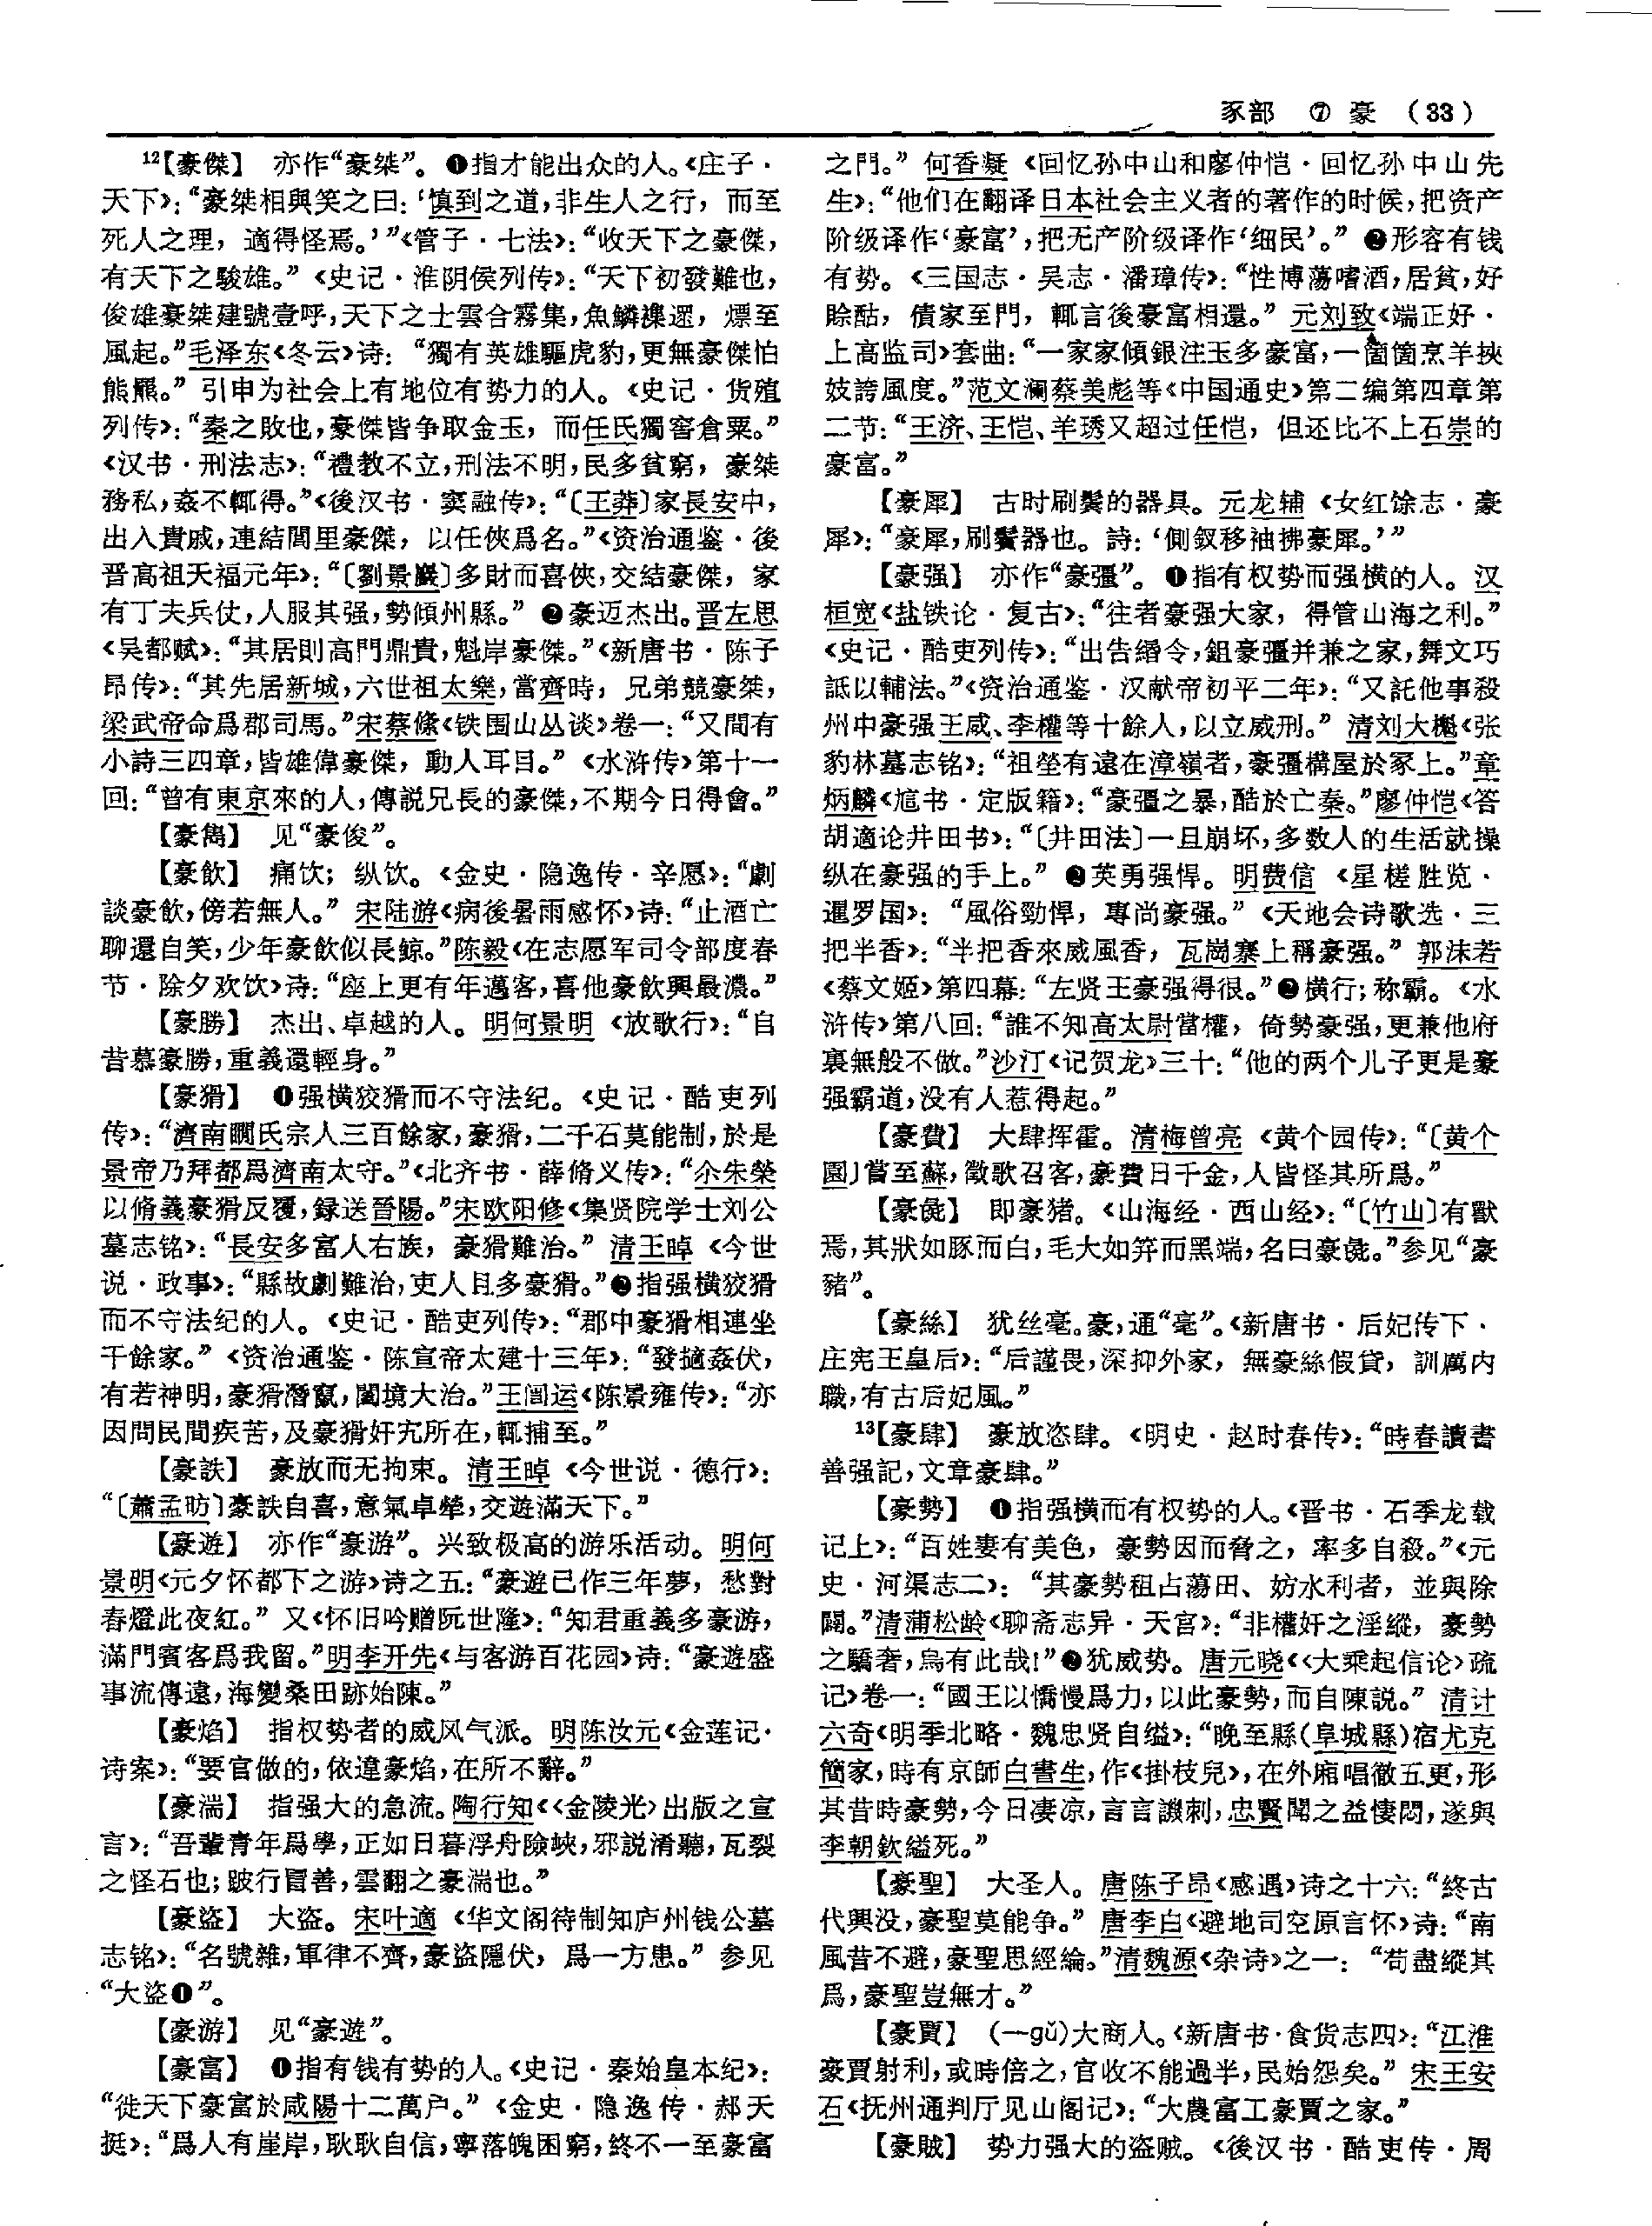 豕部 ⑦ 豪 (33)
¹²【豪傑】 亦作“豪桀”。❶指才能出众的人。《庄子·
天下》：“豪桀相與笑之曰：‘慎到之道，非生人之行，而至
死人之理，適得怪焉。’”《管子·七法》：“收天下之豪傑，
有天下之駿雄。”《史记·淮阴侯列传》：“天下初發難也，
俊雄豪桀建號壹呼，天下之士雲合霧集，魚鱗襍遝，熛至
風起。”毛泽东《冬云》诗：“獨有英雄驅虎豹，更無豪傑怕
熊羆。”引申为社会上有地位有势力的人。《史记·货殖
列传》：“秦之敗也，豪傑皆争取金玉，而任氏獨窖倉粟。”
《汉书·刑法志》：“禮教不立，刑法不明，民多貧窮，豪桀
務私，姦不輒得。”《後汉书·窦融传》：“〔王莽〕家長安中，
出入貴戚，連結閭里豪傑，以任俠爲名。”《资治通鉴·後
晋高祖天福元年》：“〔劉景巖〕多財而喜俠，交結豪傑，家
有丁夫兵仗，人服其强，勢傾州縣。”❷豪迈杰出。晋左思
《吴都赋》：“其居則高門鼎貴，魁岸豪傑。”《新唐书·陈子
昂传》：“其先居新城，六世祖太樂，當齊時，兄弟競豪桀，
梁武帝命爲郡司馬。”宋蔡絛《铁围山丛谈》卷一：“又間有
小詩三四章，皆雄偉豪傑，動人耳目。”《水浒传》第十一
回：“曾有東京來的人，傳説兄長的豪傑，不期今日得會。”
【豪雋】 见“豪俊”。
【豪飲】 痛饮；纵饮。《金史·隐逸传·辛愿》：“劇
談豪飲，傍若無人。”宋陆游《病後暑雨感怀》诗：“止酒亡
聊還自笑，少年豪飲似長鲸。”陈毅《在志愿军司令部度春
节·除夕欢饮》诗：“座上更有年邁客，喜他豪飲興最濃。”
【豪勝】 杰出、卓越的人。明何景明《放歌行》：“自
昔慕豪勝，重義還輕身。”
【豪猾】 ❶强横狡猾而不守法纪。《史记·酷吏列
传》：“濟南瞷氏宗人三百餘家，豪猾，二千石莫能制，於是
景帝乃拜都爲濟南太守。”《北齐书·薛脩义传》：“尒朱榮
以脩義豪猾反覆，録送晉陽。”宋欧阳修《集贤院学士刘公
墓志铭》：“長安多富人右族，豪猾難治。”清王晫《今世
说·政事》：“縣故劇難治，吏人且多豪猾。”❷指强横狡猾
而不守法纪的人。《史记·酷吏列传》：“郡中豪猾相連坐
千餘家。”《资治通鉴·陈宣帝太建十三年》：“發擿姦伏，
有若神明，豪猾潛竄，闔境大治。”王闿运《陈景雍传》：“亦
因問民間疾苦，及豪猾奸宄所在，輒捕至。”
【豪詄】 豪放而无拘束。清王晫《今世说·德行》：
“〔蕭孟昉〕豪詄自喜，意氣卓犖，交遊滿天下。”
【豪遊】 亦作“豪游”。兴致极高的游乐活动。明何
景明《元夕怀都下之游》诗之五：“豪遊已作三年夢，愁對
春燈此夜紅。”又《怀旧吟赠阮世隆》：“知君重義多豪游，
滿門賓客爲我留。”明李开先《与客游百花园》诗：“豪遊盛
事流傳遠，海變桑田跡始陳。”
【豪焰】 指权势者的威风气派。明陈汝元《金莲记·
诗案》：“要官做的，依違豪焰，在所不辭。”
【豪湍】 指强大的急流。陶行知《〈金陵光〉出版之宣
言》：“吾輩青年爲學，正如日暮浮舟險峽，邪説淆聽，瓦裂
之怪石也；跛行冒善，雲翻之豪湍也。”
【豪盜】 大盗。宋叶適《华文阁待制知庐州钱公墓
志铭》：“名號雜，軍律不齊，豪盜隱伏，爲一方患。”参见
“大盗❶”。
【豪游】 见“豪遊”。
【豪富】 ❶指有钱有势的人。《史记·秦始皇本纪》：
“徙天下豪富於咸陽十二萬户。”《金史·隐逸传·郝天
挺》：“爲人有崖岸，耿耿自信，寧落魄困窮，終不一至豪富
之門。”何香凝《回忆孙中山和廖仲恺·回忆孙中山先
生》：“他们在翻译日本社会主义者的著作的时候，把资产
阶级译作‘豪富’，把无产阶级译作‘细民’。”❷形容有钱
有势。《三国志·吴志·潘璋传》：“性博蕩嗜酒，居貧，好
賒酤，債家至門，輒言後豪富相還。”元刘致《端正好·
上高监司》套曲：“一家家傾銀注玉多豪富，一箇箇烹羊挾
妓誇風度。”范文澜蔡美彪等《中国通史》第二编第四章第
二节：“王济、王恺、羊琇又超过任恺，但还比不上石崇的
豪富。”
【豪犀】 古时刷鬓的器具。元龙辅《女红馀志·豪
犀》：“豪犀，刷鬢器也。詩：‘側釵移袖拂豪犀。’”
【豪强】 亦作“豪彊”。❶指有权势而强横的人。汉
桓宽《盐铁论·复古》：“往者豪强大家，得管山海之利。”
《史记·酷吏列传》：“出告緡令，鉏豪彊并兼之家，舞文巧
詆以輔法。”《资治通鉴·汉献帝初平二年》：“又託他事殺
州中豪强王咸、李權等十餘人，以立威刑。”清刘大櫆《张
豹林墓志铭》：“祖塋有遠在漳嶺者，豪彊構屋於冢上。”章
炳麟《訄书·定版籍》：“豪彊之暴，酷於亡秦。”廖仲恺《答
胡適论井田书》：“〔井田法〕一旦崩坏，多数人的生活就操
纵在豪强的手上。”❷英勇强悍。明费信《星槎胜览·
暹罗国》：“風俗勁悍，專尚豪强。”《天地会诗歌选·三
把半香》：“半把香來威風香，瓦崗寨上稱豪强。”郭沫若
《蔡文姬》第四幕：“左贤王豪强得很。”❷横行；称霸。《水
浒传》第八回：“誰不知高太尉當權，倚勢豪强，更兼他府
裏無般不做。”沙汀《记贺龙》三十：“他的两个儿子更是豪
强霸道，没有人惹得起。”
【豪費】 大肆挥霍。清梅曾亮《黄个园传》：“〔黄个
園〕嘗至蘇，徵歌召客，豪費日千金，人皆怪其所爲。”
【豪彘】 即豪猪。《山海经·西山经》：“〔竹山〕有獸
焉，其狀如豚而白，毛大如笄而黑端，名曰豪彘。”参见“豪
豬”。
【豪絲】 犹丝毫。豪，通“毫”。《新唐书·后妃传下·
庄宪王皇后》：“后謹畏，深抑外家，無豪絲假貸，訓厲内
職，有古后妃風。”
¹³【豪肆】 豪放恣肆。《明史·赵时春传》：“時春讀書
善强記，文章豪肆。”
【豪勢】 ❶指强横而有权势的人。《晋书·石季龙载
记上》：“百姓妻有美色，豪勢因而脅之，率多自殺。”《元
史·河渠志二》：“其豪勢租占蕩田、妨水利者，並與除
闢。”清蒲松龄《聊斋志异·天宫》：“非權奸之淫縱，豪勢
之驕奢，烏有此哉！”❷犹威势。唐元晓《〈大乘起信论〉疏
记》卷一：“國王以憍慢爲力，以此豪勢，而自陳説。”清计
六奇《明季北略·魏忠贤自缢》：“晚至縣（阜城縣）宿尤克
簡家，時有京師白書生，作《掛枝兒》，在外廂唱徹五更，形
其昔時豪勢，今日凄凉，言言譏刺，忠賢聞之益悽悶，遂與
李朝欽縊死。”
【豪聖】 大圣人。唐陈子昂《感遇》诗之十六：“終古
代興没，豪聖莫能争。”唐李白《避地司空原言怀》诗：“南
風昔不避，豪聖思經綸。”清魏源《杂诗》之一：“苟盡縱其
爲，豪聖豈無才。”
【豪賈】 （—gǔ）大商人。《新唐书·食货志四》：“江淮
豪賈射利，或時倍之，官收不能過半，民始怨矣。”宋王安
石《抚州通判厅见山阁记》：“大農富工豪賈之家。”
【豪賊】 势力强大的盗贼。《後汉书·酷吏传·周